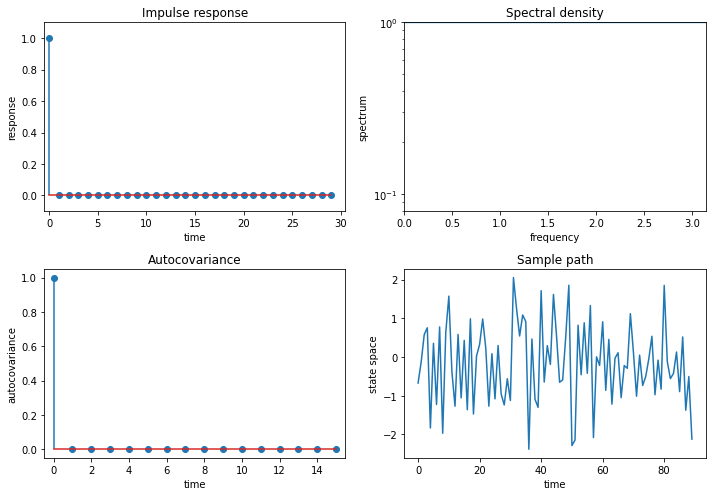 Impulse response
1.0
0.8
0.6
0.4
0.2
0.0
response
0 5 10 15 20 25 30
time
Spectral density
10⁰
10⁻¹
spectrum
0.0 0.5 1.0 1.5 2.0 2.5 3.0
frequency
Autocovariance
1.0
0.8
0.6
0.4
0.2
0.0
autocovariance
0 2 4 6 8 10 12 14
time
Sample path
2
1
0
−1
−2
state space
0 20 40 60 80
time